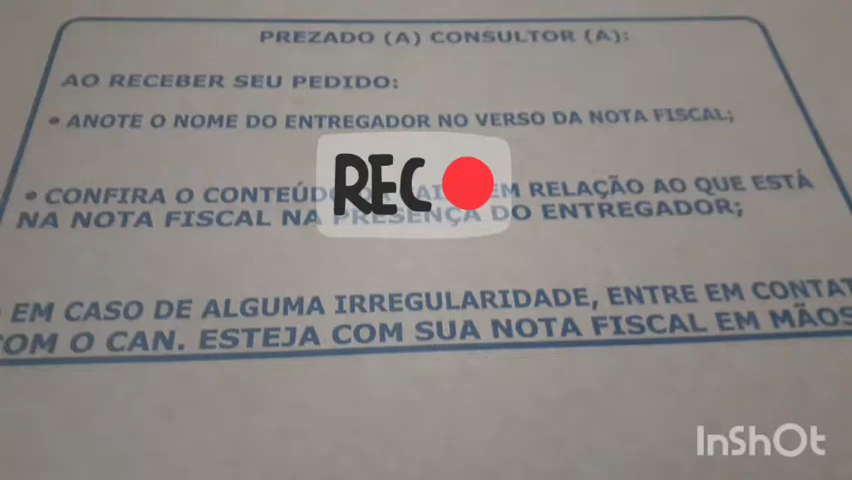 PREZADO (A) CONSULTOR (A):
AO RECEBER SEU PEDIDO:
• ANOTE O NOME DO ENTREGADOR NO VERSO DA NOTA FISCAL;
• CONFIRA O CONTEÚDO EM RELAÇÃO AO QUE ESTÁ
NA NOTA FISCAL NA PRESENÇA DO ENTREGADOR;
REC
EM CASO DE ALGUMA IRREGULARIDADE, ENTRE EM CONTAT
COM O CAN. ESTEJA COM SUA NOTA FISCAL EM MÃOS
InShOt